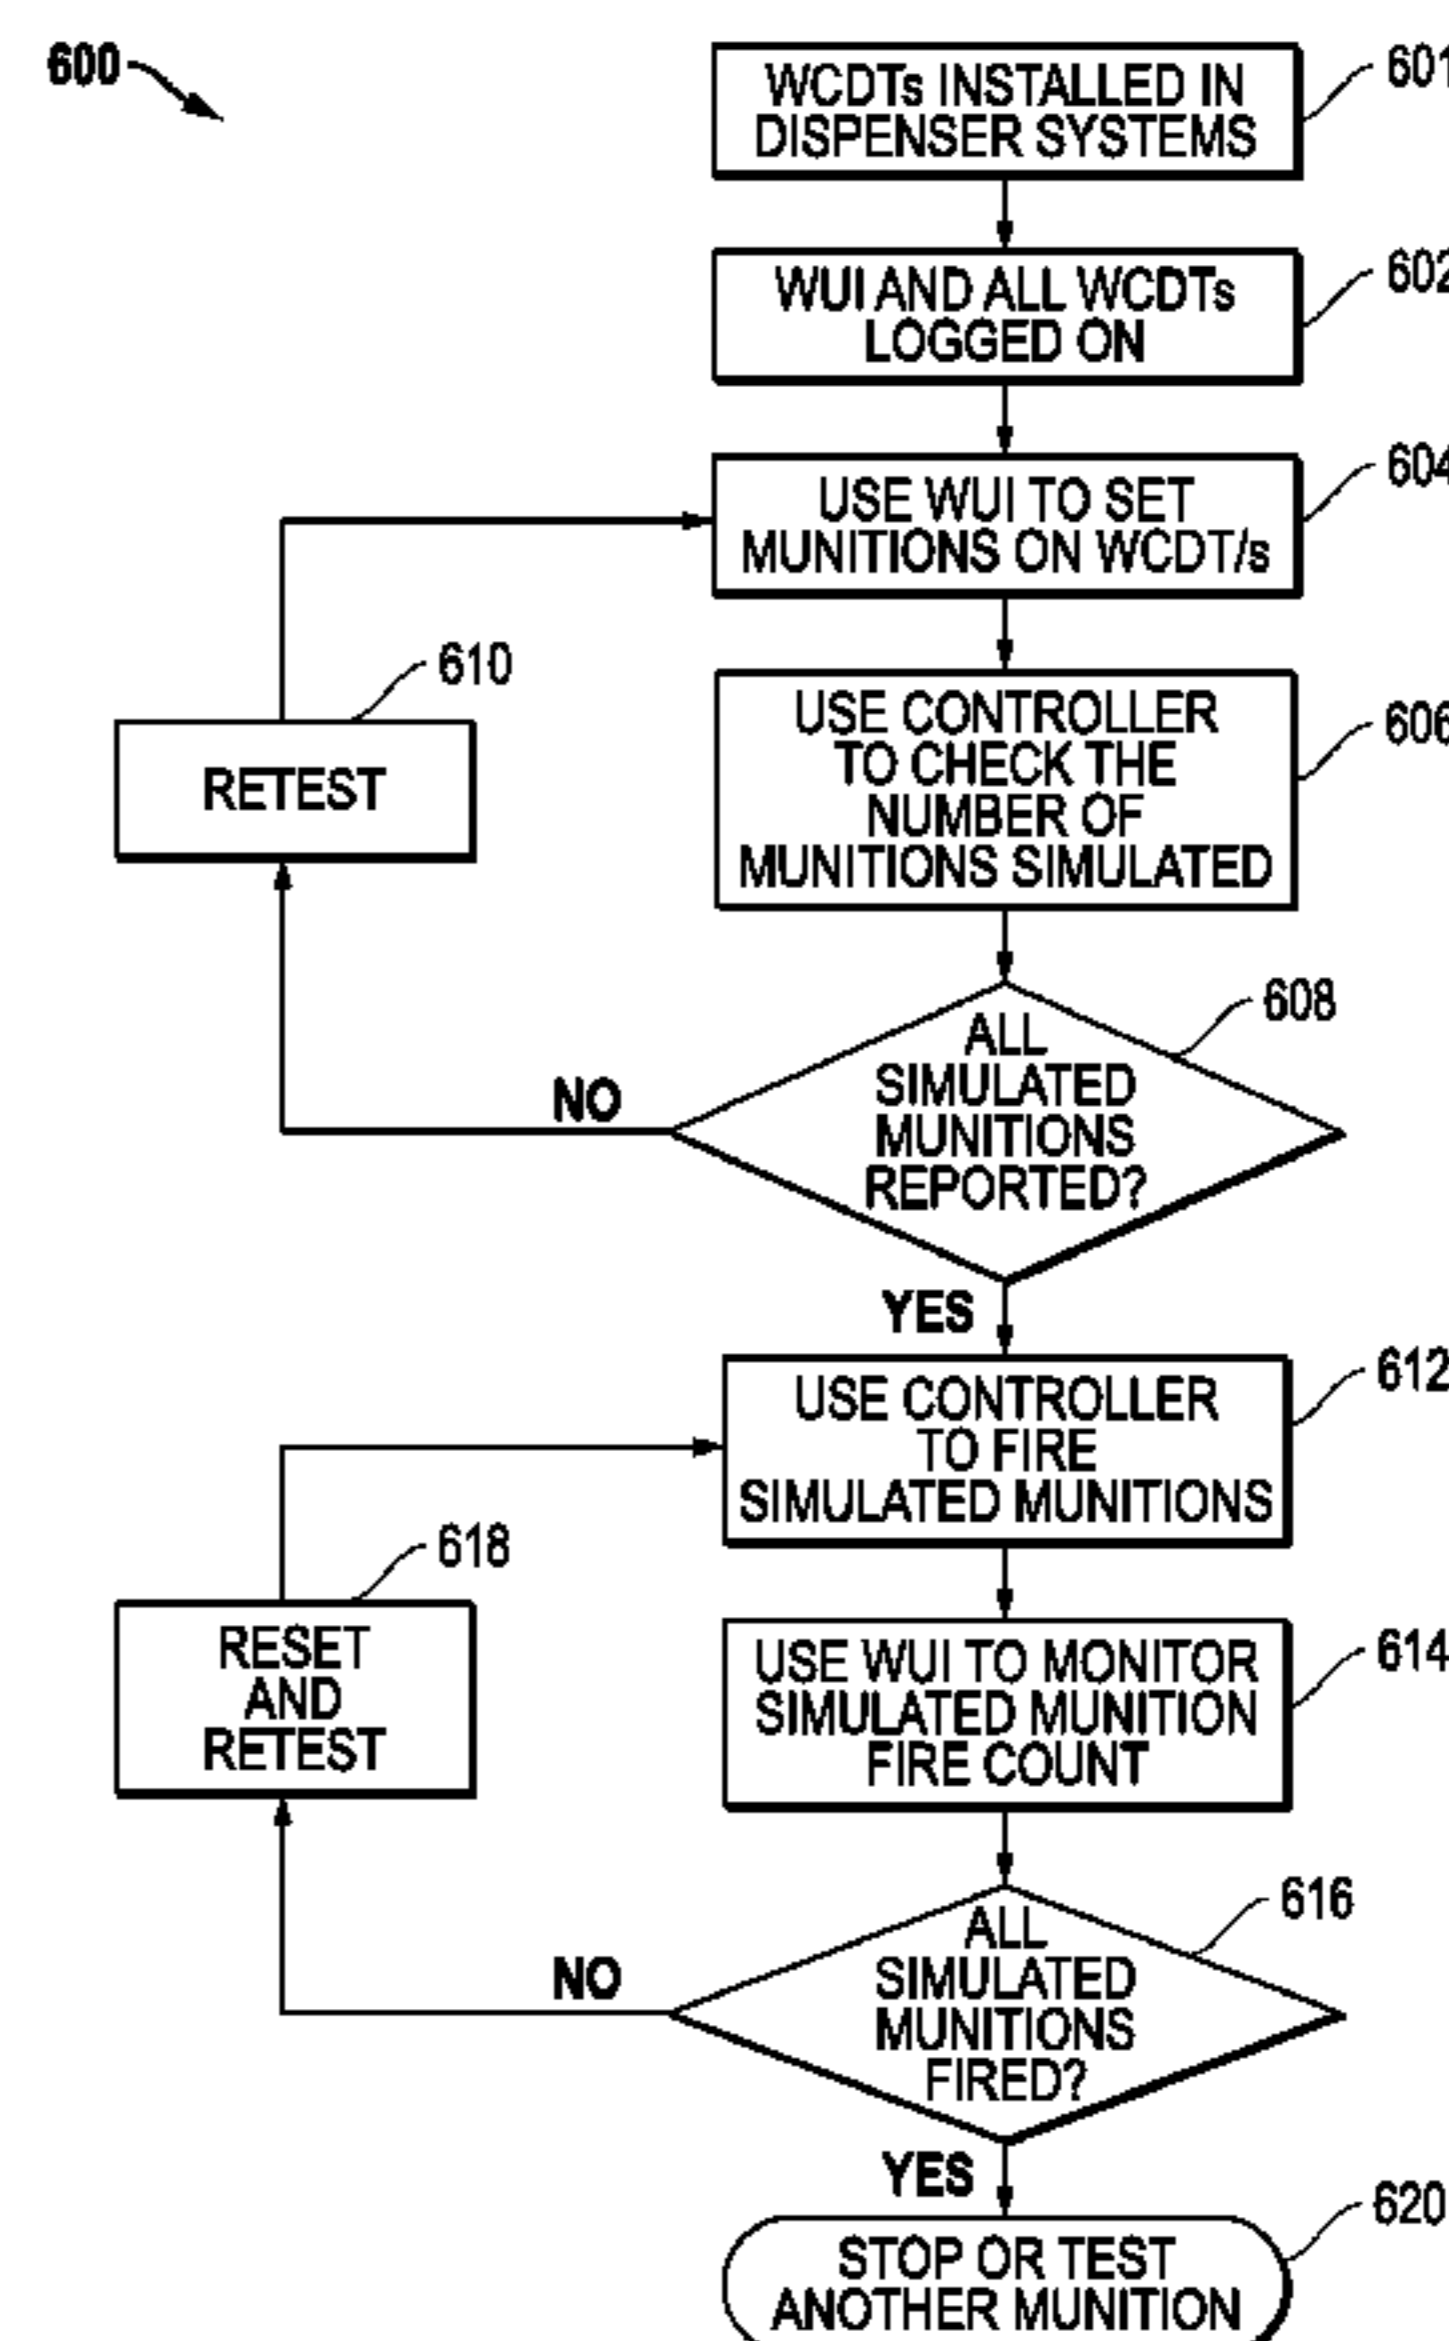 600
WCDTs INSTALLED IN
DISPENSER SYSTEMS
601
WUI AND ALL WCDTs
LOGGED ON
602
USE WUI TO SET
MUNITIONS ON WCDT/s
604
610
RETEST
USE CONTROLLER
TO CHECK THE
NUMBER OF
MUNITIONS SIMULATED
606
608
ALL
SIMULATED
MUNITIONS
REPORTED?
NO
YES
USE CONTROLLER
TO FIRE
SIMULATED MUNITIONS
612
618
RESET
AND
RETEST
USE WUI TO MONITOR
SIMULATED MUNITION
FIRE COUNT
614
616
ALL
SIMULATED
MUNITIONS
FIRED?
NO
YES
620
STOP OR TEST
ANOTHER MUNITION